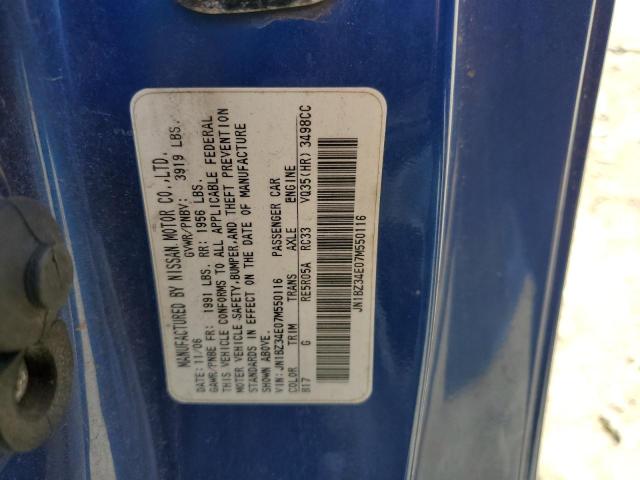 MANUFACTURED BY NISSAN MOTOR CO.,LTD.
DATE: 11/06 GVWR/PNBV: 3919 LBS.
GAWR/PNBE FR: 1991 LBS. RR: 1956 LBS.
THIS VEHICLE CONFORMS TO ALL APPLICABLE FEDERAL
MOTOR VEHICLE SAFETY,BUMPER,AND THEFT PREVENTION
STANDARDS IN EFFECT ON THE DATE OF MANUFACTURE
SHOWN ABOVE.
VIN:JN1BZ34E07M550116 PASSENGER CAR
COLOR TRIM TRANS AXLE ENGINE
B17 G RE5R05A RC33 VQ35(HR) 3498CC
JN1BZ34E07M550116